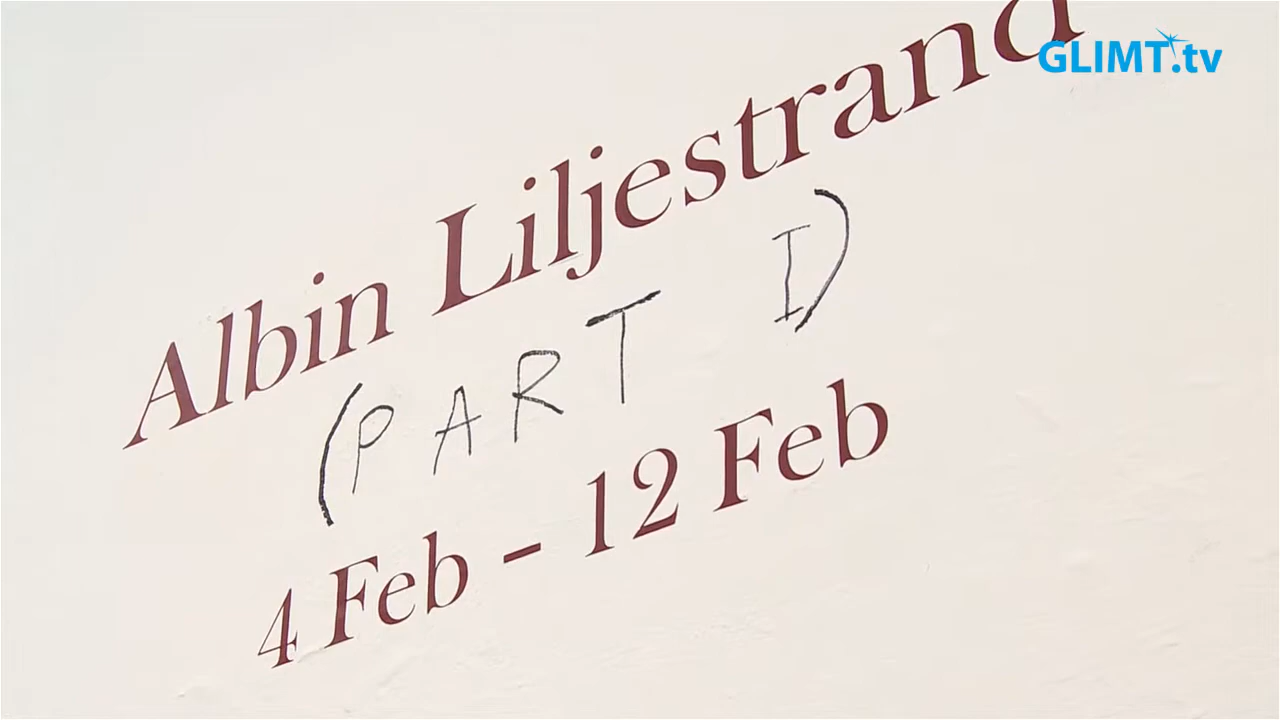 GLIMT.tv
Albin Liljestrand
(PART I)
4 Feb – 12 Feb